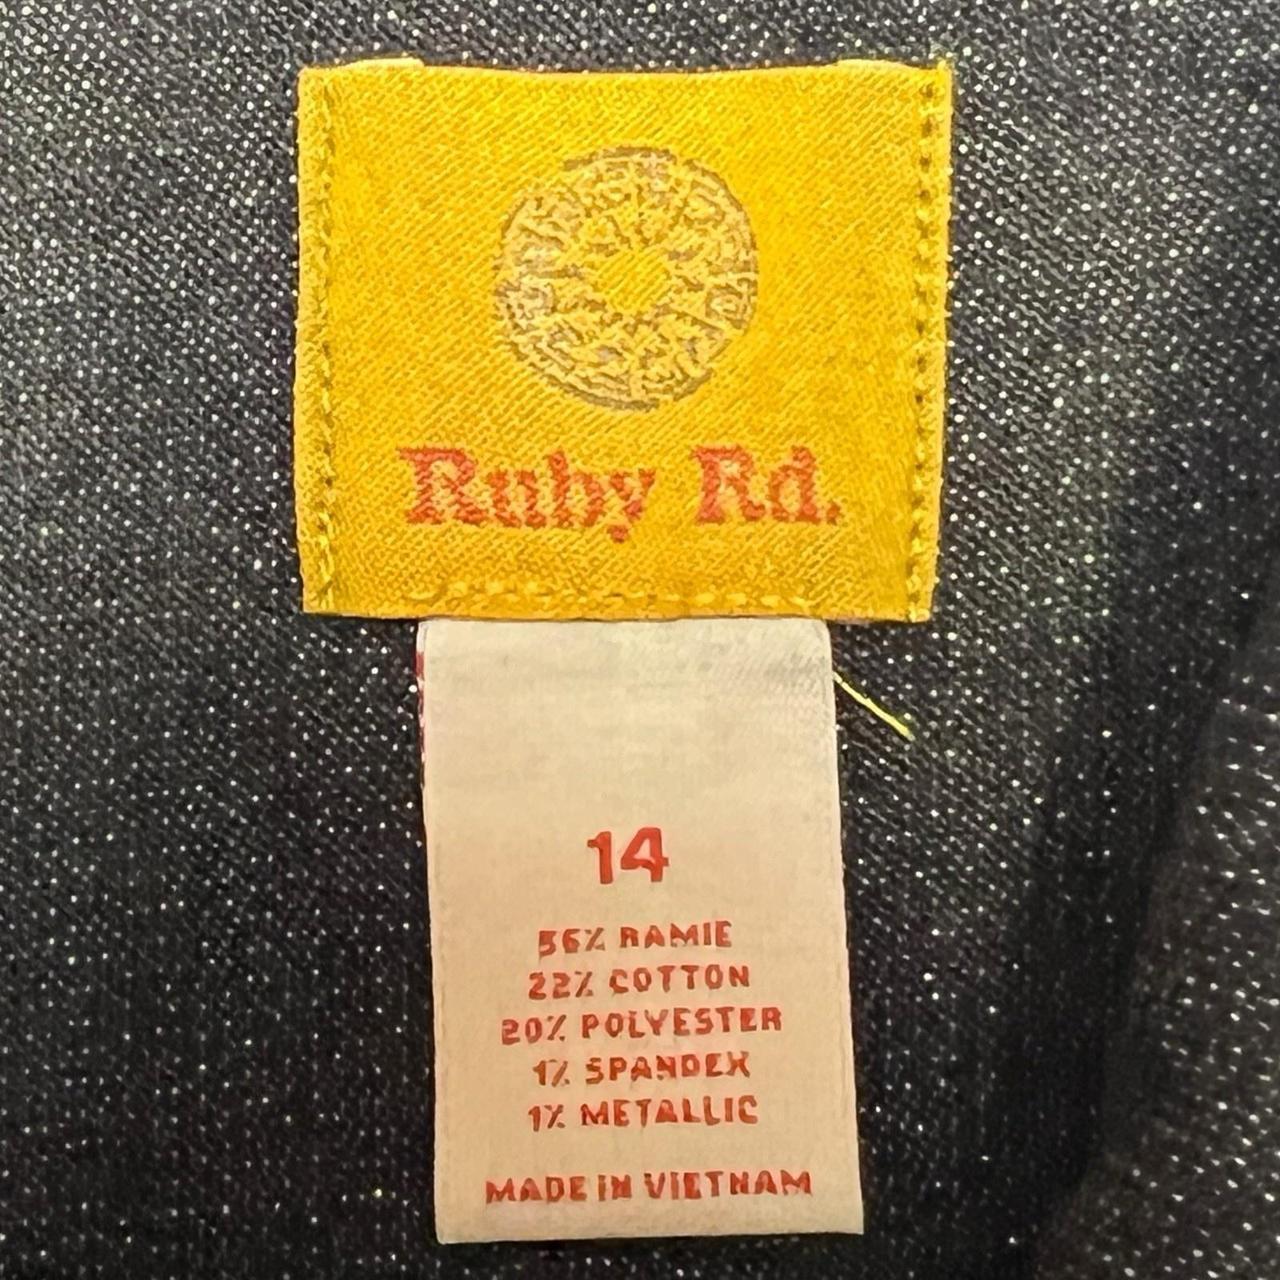 Ruby Rd.
14
56% RAMIE
22% COTTON
20% POLYESTER
1% SPANDEX
1% METALLIC
MADE IN VIETNAM